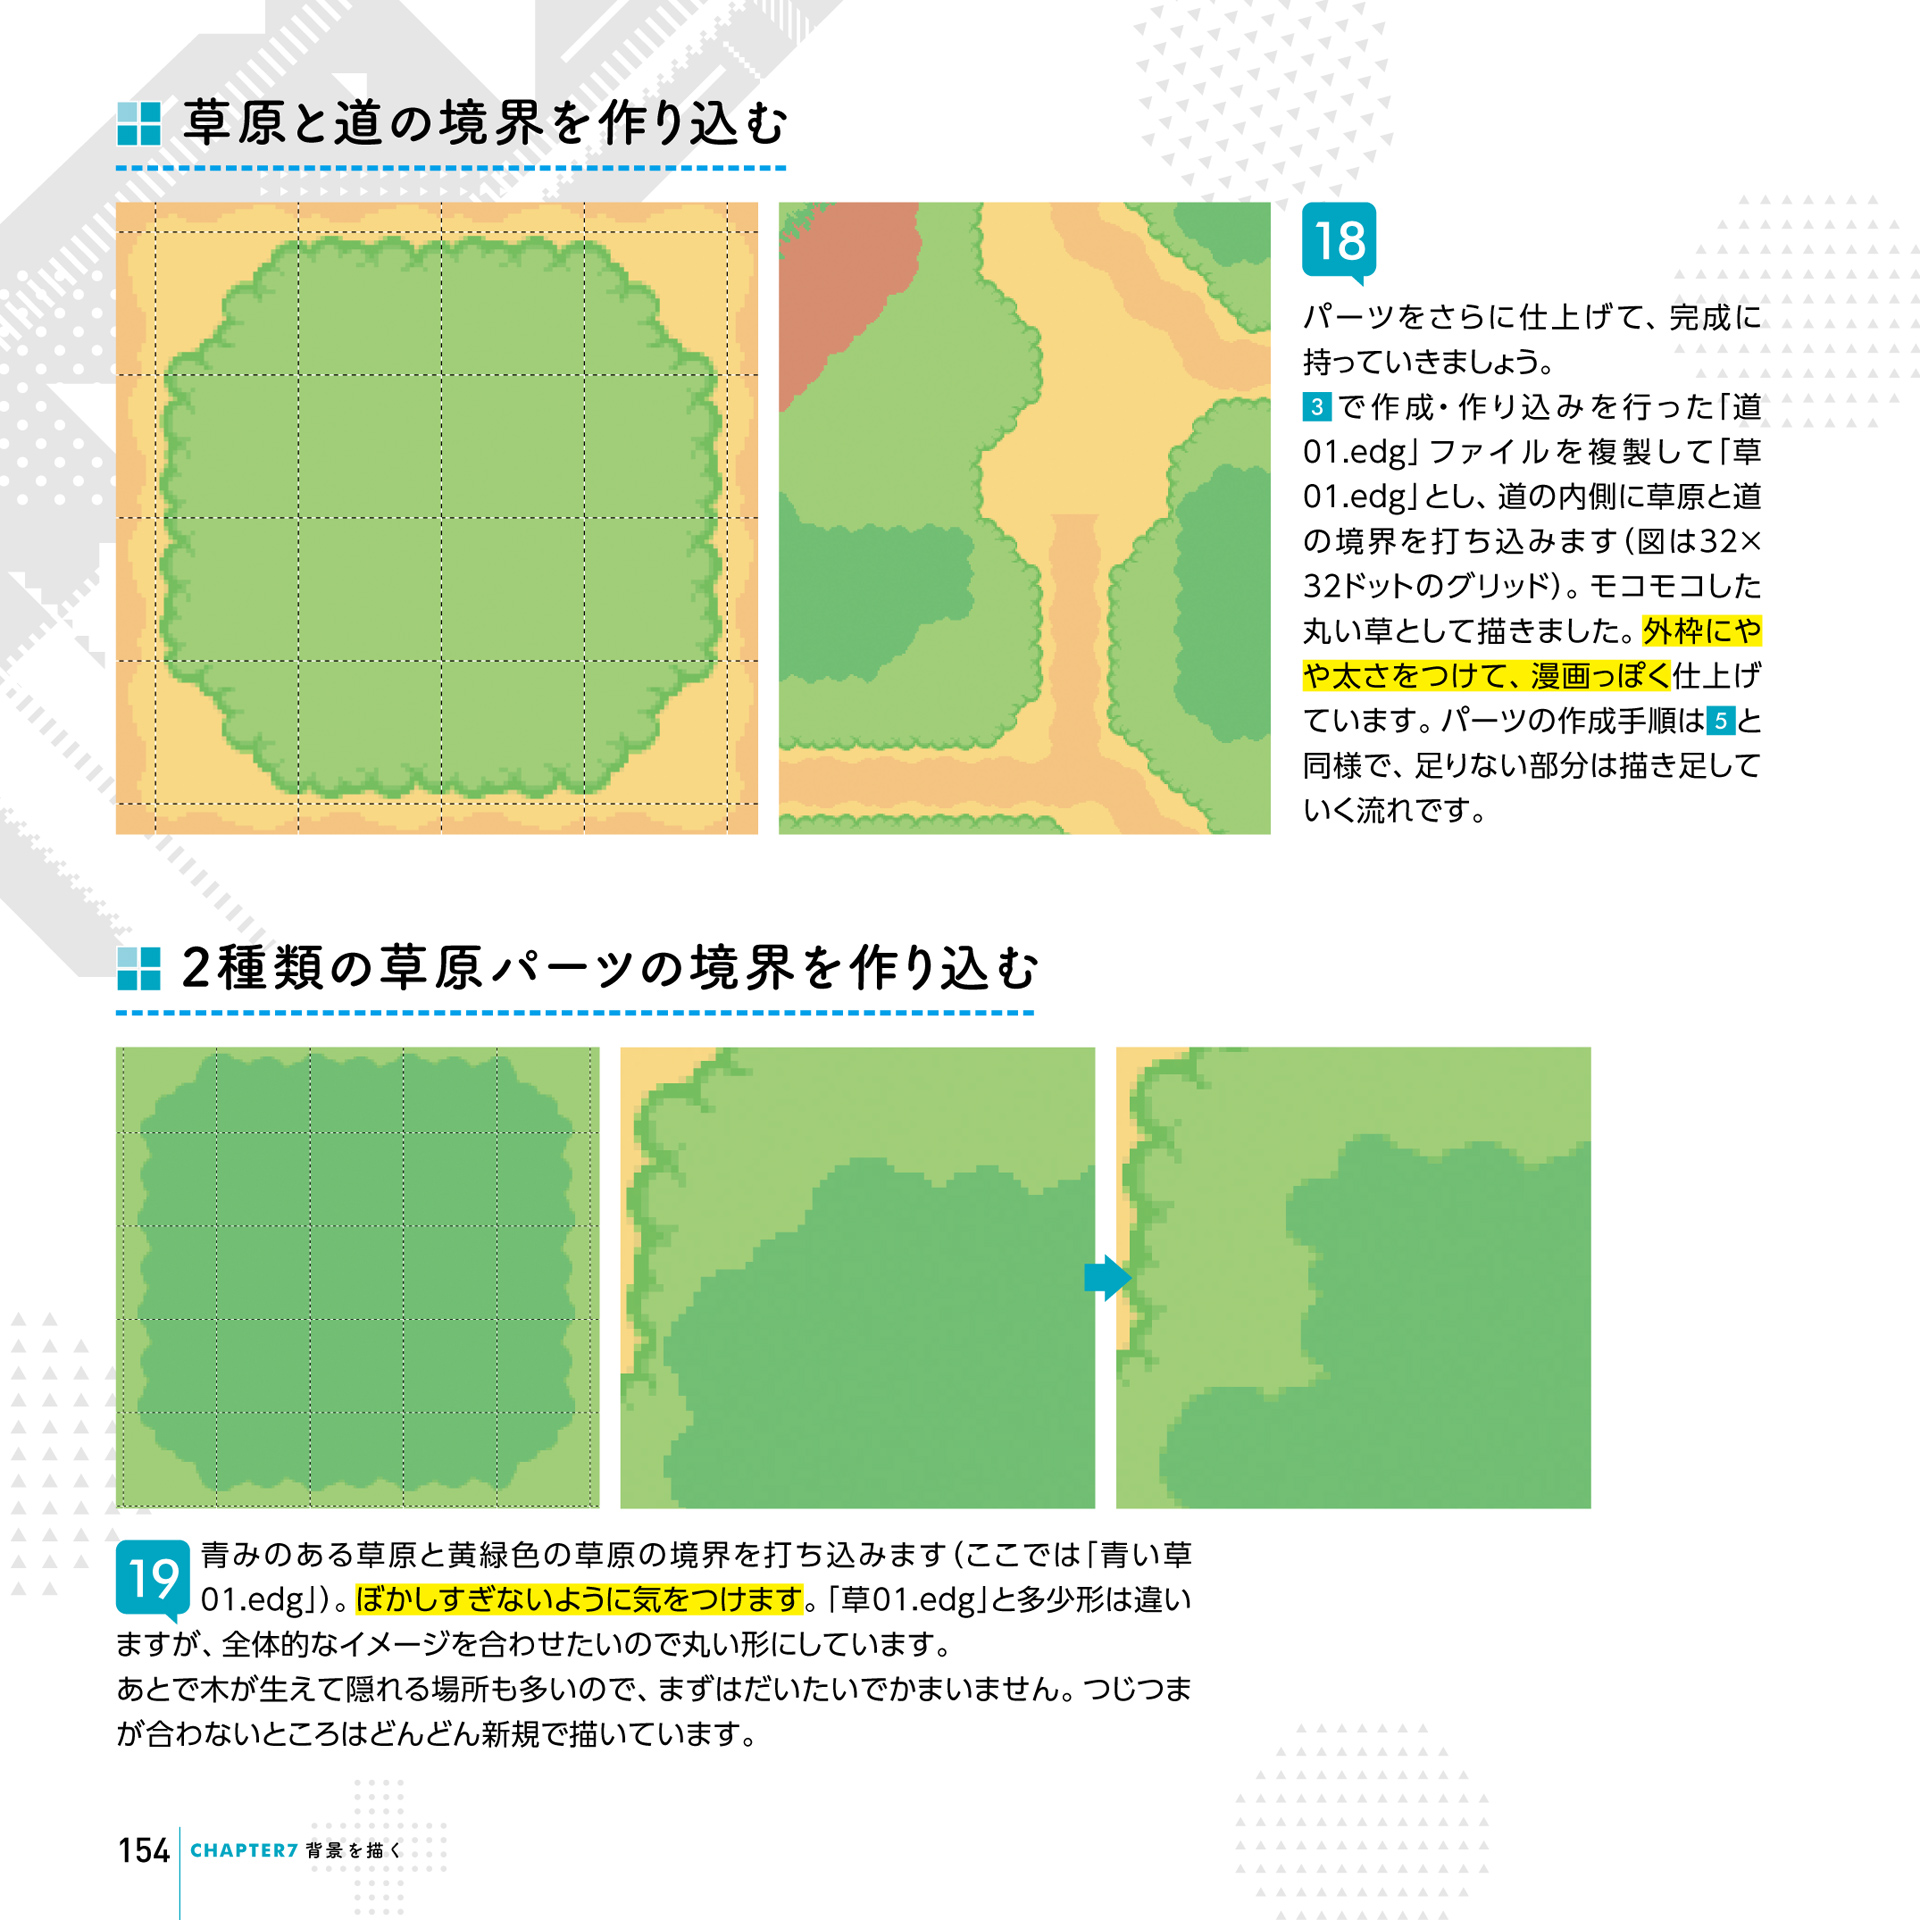 草原と道の境界を作り込む
18
パーツをさらに仕上げて、完成に
持っていきましょう。
3で作成・作り込みを行った「道
01.edg」ファイルを複製して「草
01.edg」とし、道の内側に草原と道
の境界を打ち込みます(図は32×
32ドットのグリッド)。モコモコした
丸い草として描きました。外枠にや
や太さをつけて、漫画っぽく仕上げ
ています。パーツの作成手順は5と
同様で、足りない部分は描き足して
いく流れです。
2種類の草原パーツの境界を作り込む
19
青みのある草原と黄緑色の草原の境界を打ち込みます(ここでは「青い草
01.edg」)。ぼかしすぎないように気をつけます。「草01.edg」と多少形は違い
ますが、全体的なイメージを合わせたいので丸い形にしています。
あとで木が生えて隠れる場所も多いので、まずはだいたいでかまいません。つじつま
が合わないところはどんどん新規で描いています。
154 CHAPTER7 背景を描く